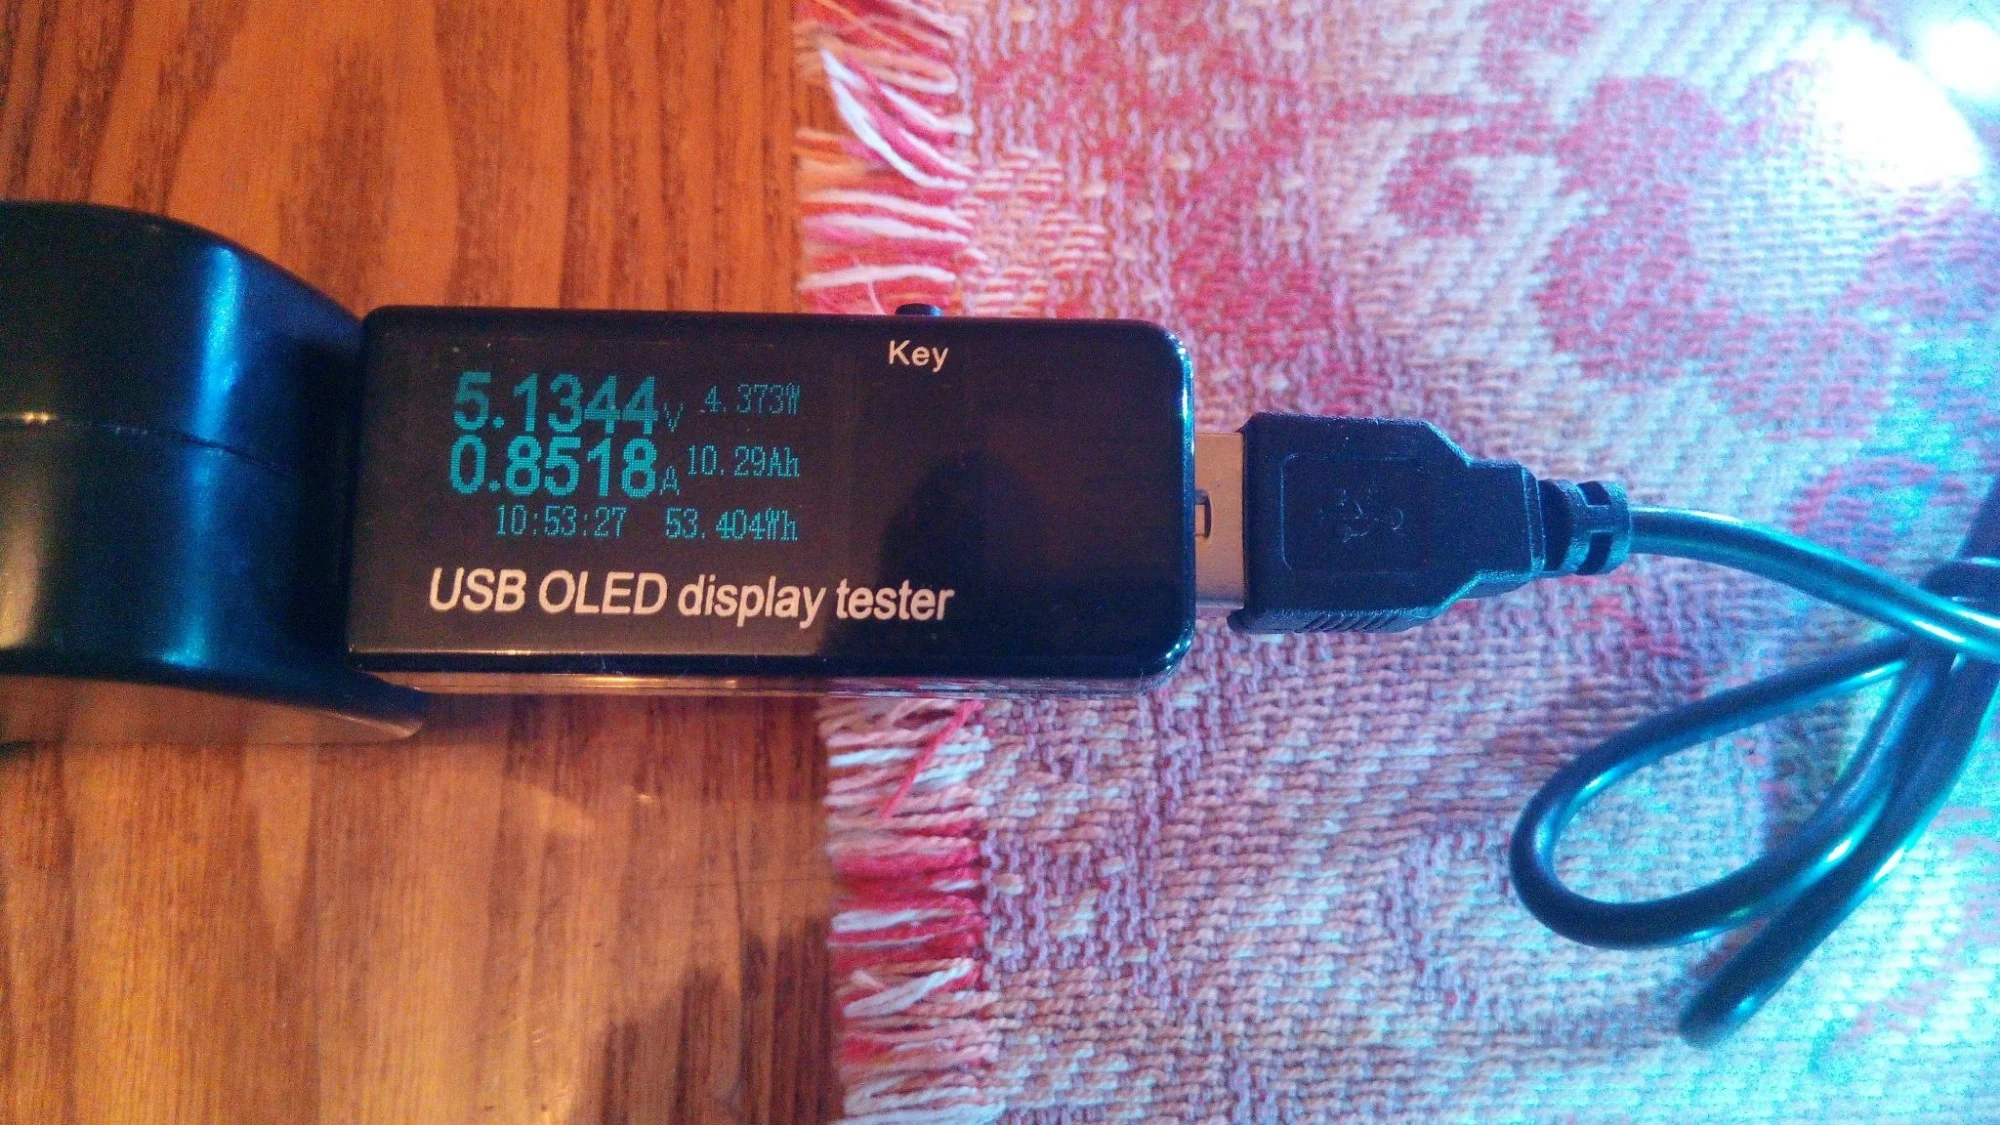 Key
5.1344V 4.373W
0.8518A 10.29Ah
10:53:27 53.404Wh
USB OLED display tester